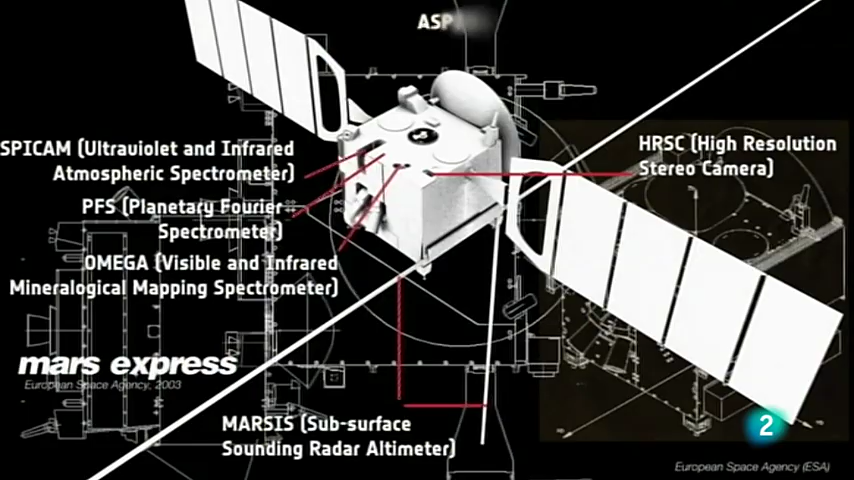 ASP
SPICAM (Ultraviolet and Infrared
Atmospheric Spectrometer)
PFS (Planetary Fourier
Spectrometer)
OMEGA (Visible and Infrared
Mineralogical Mapping Spectrometer)
HRSC (High Resolution
Stereo Camera)
mars express
European Space Agency, 2003
MARSIS (Sub-surface
Sounding Radar Altimeter)
2
European Space Agency (ESA)